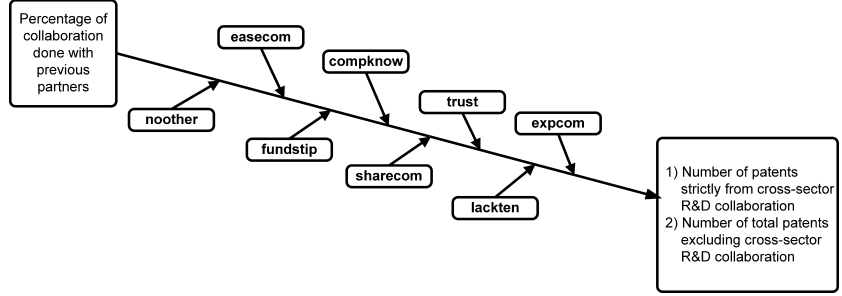 Percentage of
collaboration
done with
previous
partners
easecom
compknow
trust
expcom
noother
fundstip
sharecom
lackten
1) Number of patents
strictly from cross-sector
R&D collaboration
2) Number of total patents
excluding cross-sector
R&D collaboration